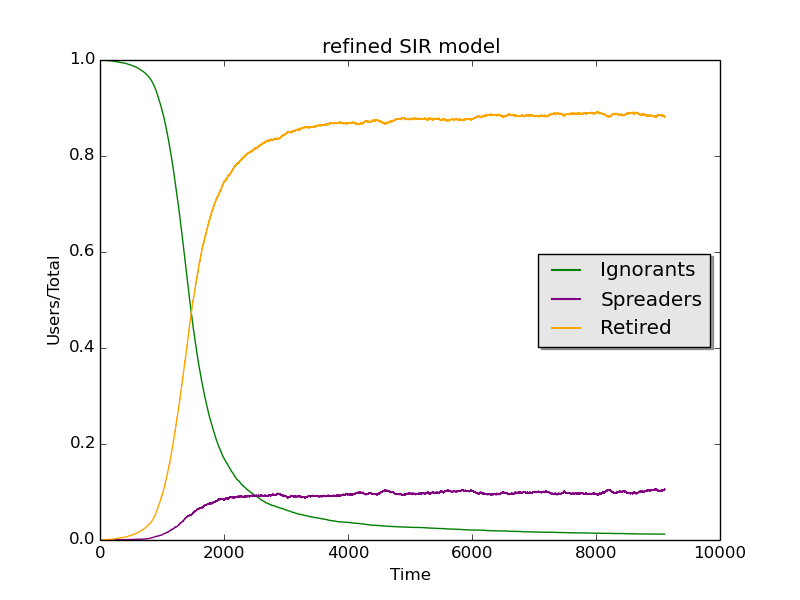 refined SIR model
1.0
0.8
0.6
0.4
0.2
0.0
Users/Total
Ignorants
Spreaders
Retired
0 2000 4000 6000 8000 10000
Time